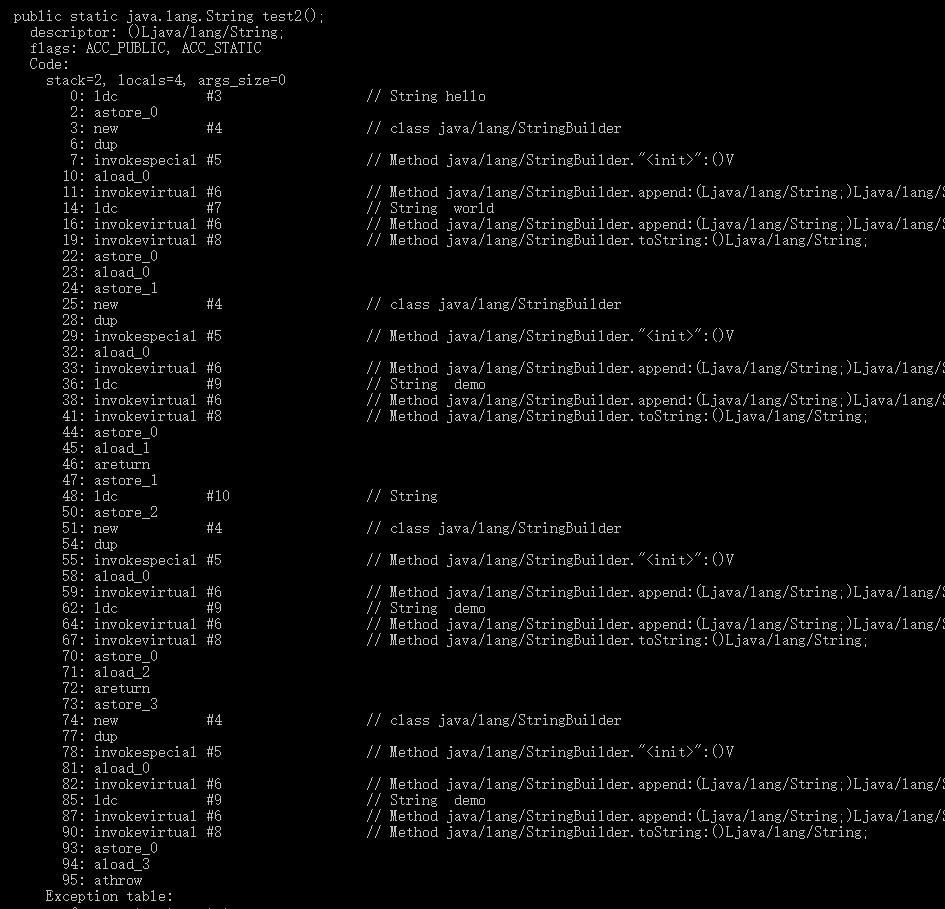 public static java.lang.String test2();
descriptor: ()Ljava/lang/String;
flags: ACC_PUBLIC, ACC_STATIC
Code:
stack=2, locals=4, args_size=0
0: ldc #3 // String hello
2: astore_0
3: new #4 // class java/lang/StringBuilder
6: dup
7: invokespecial #5 // Method java/lang/StringBuilder."<init>":()V
10: aload_0
11: invokevirtual #6 // Method java/lang/StringBuilder.append:(Ljava/lang/String;)Ljava/lang/S
14: ldc #7 // String  world
16: invokevirtual #6 // Method java/lang/StringBuilder.append:(Ljava/lang/String;)Ljava/lang/S
19: invokevirtual #8 // Method java/lang/StringBuilder.toString:()Ljava/lang/String;
22: astore_0
23: aload_0
24: astore_1
25: new #4 // class java/lang/StringBuilder
28: dup
29: invokespecial #5 // Method java/lang/StringBuilder."<init>":()V
32: aload_0
33: invokevirtual #6 // Method java/lang/StringBuilder.append:(Ljava/lang/String;)Ljava/lang/S
36: ldc #9 // String  demo
38: invokevirtual #6 // Method java/lang/StringBuilder.append:(Ljava/lang/String;)Ljava/lang/S
41: invokevirtual #8 // Method java/lang/StringBuilder.toString:()Ljava/lang/String;
44: astore_0
45: aload_1
46: areturn
47: astore_1
48: ldc #10 // String
50: astore_2
51: new #4 // class java/lang/StringBuilder
54: dup
55: invokespecial #5 // Method java/lang/StringBuilder."<init>":()V
58: aload_0
59: invokevirtual #6 // Method java/lang/StringBuilder.append:(Ljava/lang/String;)Ljava/lang/S
62: ldc #9 // String  demo
64: invokevirtual #6 // Method java/lang/StringBuilder.append:(Ljava/lang/String;)Ljava/lang/S
67: invokevirtual #8 // Method java/lang/StringBuilder.toString:()Ljava/lang/String;
70: astore_0
71: aload_2
72: areturn
73: astore_3
74: new #4 // class java/lang/StringBuilder
77: dup
78: invokespecial #5 // Method java/lang/StringBuilder."<init>":()V
81: aload_0
82: invokevirtual #6 // Method java/lang/StringBuilder.append:(Ljava/lang/String;)Ljava/lang/S
85: ldc #9 // String  demo
87: invokevirtual #6 // Method java/lang/StringBuilder.append:(Ljava/lang/String;)Ljava/lang/S
90: invokevirtual #8 // Method java/lang/StringBuilder.toString:()Ljava/lang/String;
93: astore_0
94: aload_3
95: athrow
Exception table: